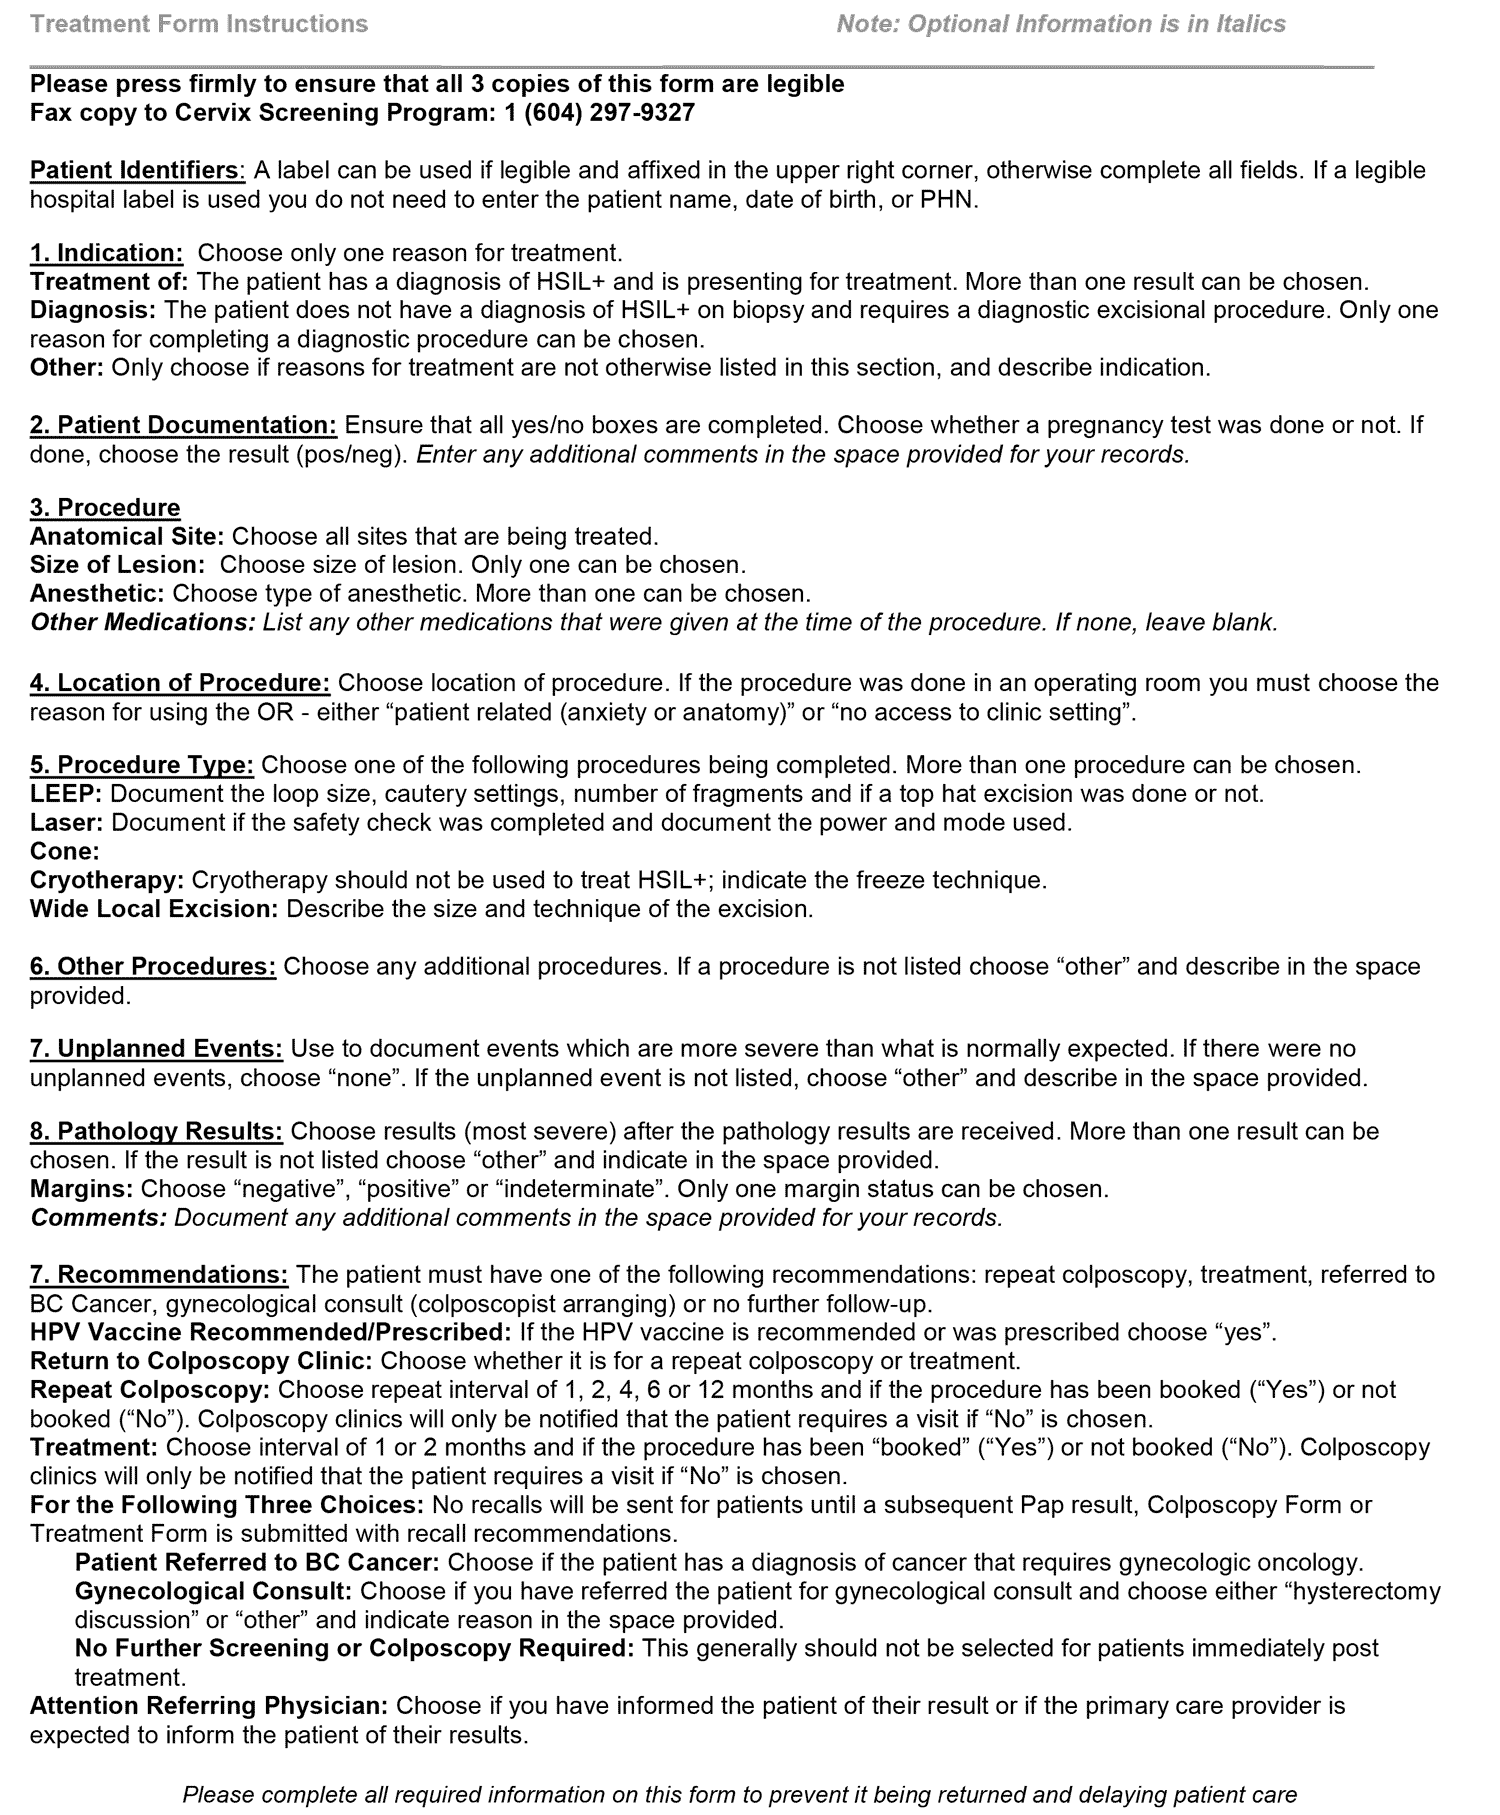 Treatment Form Instructions Note: Optional Information is in Italics
Please press firmly to ensure that all 3 copies of this form are legible
Fax copy to Cervix Screening Program: 1 (604) 297-9327
Patient Identifiers: A label can be used if legible and affixed in the upper right corner, otherwise complete all fields. If a legible
hospital label is used you do not need to enter the patient name, date of birth, or PHN.
1. Indication: Choose only one reason for treatment.
Treatment of: The patient has a diagnosis of HSIL+ and is presenting for treatment. More than one result can be chosen.
Diagnosis: The patient does not have a diagnosis of HSIL+ on biopsy and requires a diagnostic excisional procedure. Only one
reason for completing a diagnostic procedure can be chosen.
Other: Only choose if reasons for treatment are not otherwise listed in this section, and describe indication.
2. Patient Documentation: Ensure that all yes/no boxes are completed. Choose whether a pregnancy test was done or not. If
done, choose the result (pos/neg). Enter any additional comments in the space provided for your records.
3. Procedure
Anatomical Site: Choose all sites that are being treated.
Size of Lesion: Choose size of lesion. Only one can be chosen.
Anesthetic: Choose type of anesthetic. More than one can be chosen.
Other Medications: List any other medications that were given at the time of the procedure. If none, leave blank.
4. Location of Procedure: Choose location of procedure. If the procedure was done in an operating room you must choose the
reason for using the OR - either “patient related (anxiety or anatomy)” or “no access to clinic setting”.
5. Procedure Type: Choose one of the following procedures being completed. More than one procedure can be chosen.
LEEP: Document the loop size, cautery settings, number of fragments and if a top hat excision was done or not.
Laser: Document if the safety check was completed and document the power and mode used.
Cone:
Cryotherapy: Cryotherapy should not be used to treat HSIL+; indicate the freeze technique.
Wide Local Excision: Describe the size and technique of the excision.
6. Other Procedures: Choose any additional procedures. If a procedure is not listed choose “other” and describe in the space
provided.
7. Unplanned Events: Use to document events which are more severe than what is normally expected. If there were no
unplanned events, choose “none”. If the unplanned event is not listed, choose “other” and describe in the space provided.
8. Pathology Results: Choose results (most severe) after the pathology results are received. More than one result can be
chosen. If the result is not listed choose “other” and indicate in the space provided.
Margins: Choose “negative”, “positive” or “indeterminate”. Only one margin status can be chosen.
Comments: Document any additional comments in the space provided for your records.
7. Recommendations: The patient must have one of the following recommendations: repeat colposcopy, treatment, referred to
BC Cancer, gynecological consult (colposcopist arranging) or no further follow-up.
HPV Vaccine Recommended/Prescribed: If the HPV vaccine is recommended or was prescribed choose “yes”.
Return to Colposcopy Clinic: Choose whether it is for a repeat colposcopy or treatment.
Repeat Colposcopy: Choose repeat interval of 1, 2, 4, 6 or 12 months and if the procedure has been booked (“Yes”) or not
booked (“No”). Colposcopy clinics will only be notified that the patient requires a visit if “No” is chosen.
Treatment: Choose interval of 1 or 2 months and if the procedure has been “booked” (“Yes”) or not booked (“No”). Colposcopy
clinics will only be notified that the patient requires a visit if “No” is chosen.
For the Following Three Choices: No recalls will be sent for patients until a subsequent Pap result, Colposcopy Form or
Treatment Form is submitted with recall recommendations.
Patient Referred to BC Cancer: Choose if the patient has a diagnosis of cancer that requires gynecologic oncology.
Gynecological Consult: Choose if you have referred the patient for gynecological consult and choose either “hysterectomy
discussion” or “other” and indicate reason in the space provided.
No Further Screening or Colposcopy Required: This generally should not be selected for patients immediately post
treatment.
Attention Referring Physician: Choose if you have informed the patient of their result or if the primary care provider is
expected to inform the patient of their results.
Please complete all required information on this form to prevent it being returned and delaying patient care